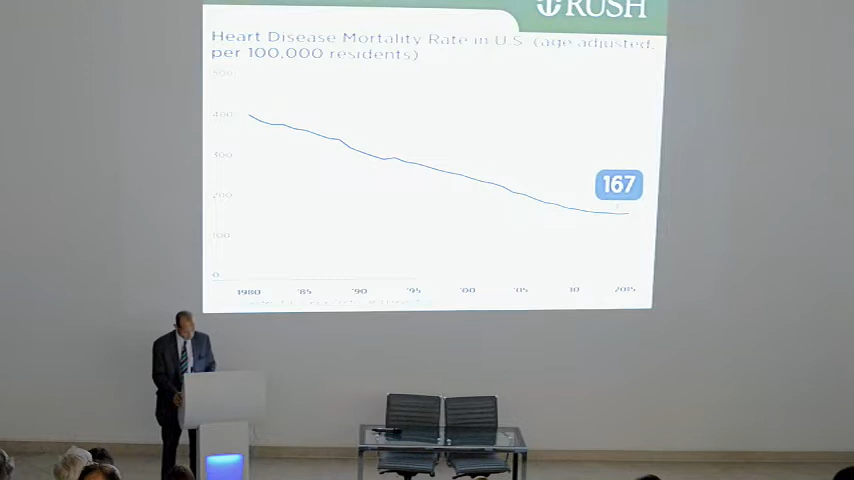 RUSH
Heart Disease Mortality Rate in U.S. (age adjusted,
per 100,000 residents)
500
400
300
200
100
0
167
1980 '85 '90 '95 '00 '05 '10 2015